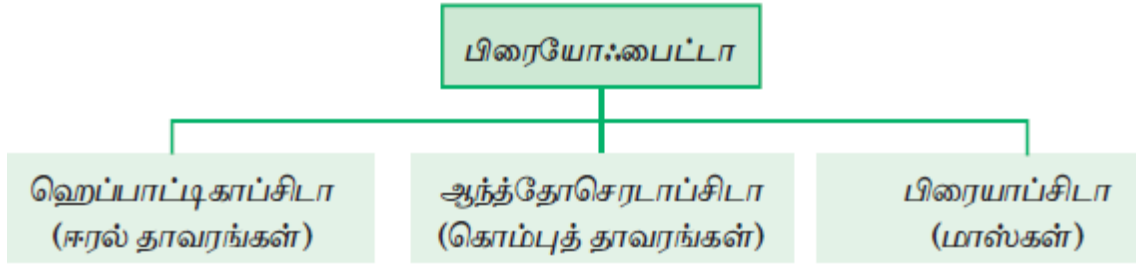 பிரையோஃபைட்டா
ஹெப்பாட்டிகாப்சிடா
(ஈரல் தாவரங்கள்)
ஆந்த்தோசெரடாப்சிடா
(கொம்புத் தாவரங்கள்)
பிரையாப்சிடா
(மாஸ்கள்)